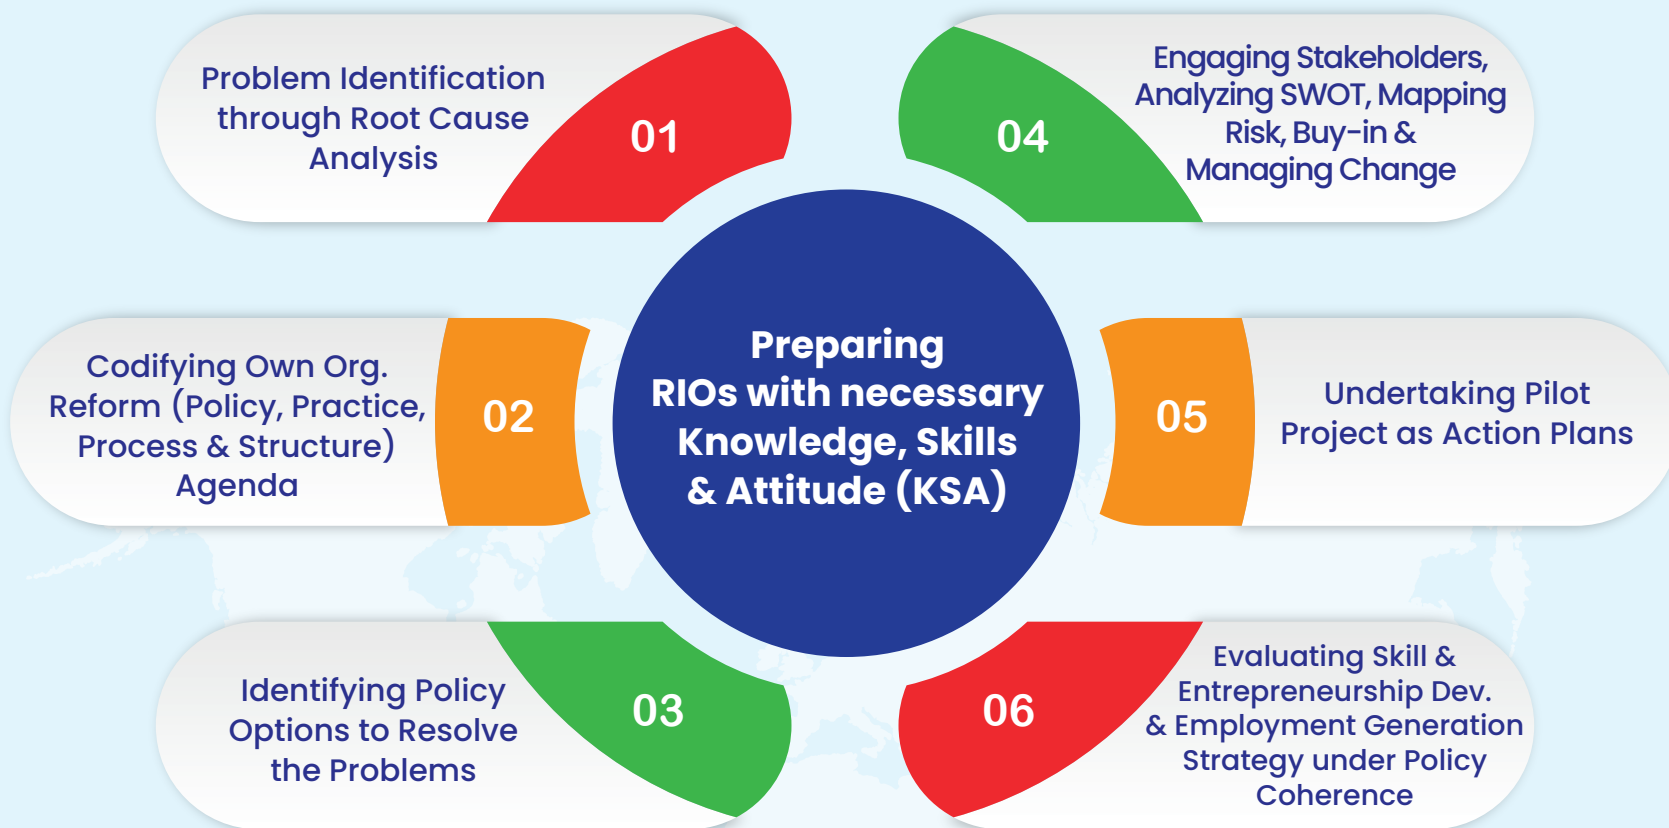 01
Problem Identification
through Root Cause
Analysis
02
Codifying Own Org.
Reform (Policy, Practice,
Process & Structure)
Agenda
03
Identifying Policy
Options to Resolve
the Problems
Preparing
RIOs with necessary
Knowledge, Skills
& Attitude (KSA)
04
Engaging Stakeholders,
Analyzing SWOT, Mapping
Risk, Buy-in &
Managing Change
05
Undertaking Pilot
Project as Action Plans
06
Evaluating Skill &
Entrepreneurship Dev.
& Employment Generation
Strategy under Policy
Coherence